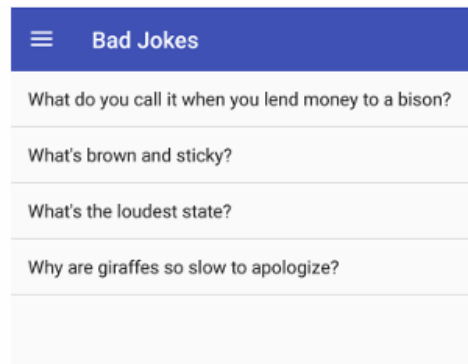 Bad Jokes
What do you call it when you lend money to a bison?
What's brown and sticky?
What's the loudest state?
Why are giraffes so slow to apologize?